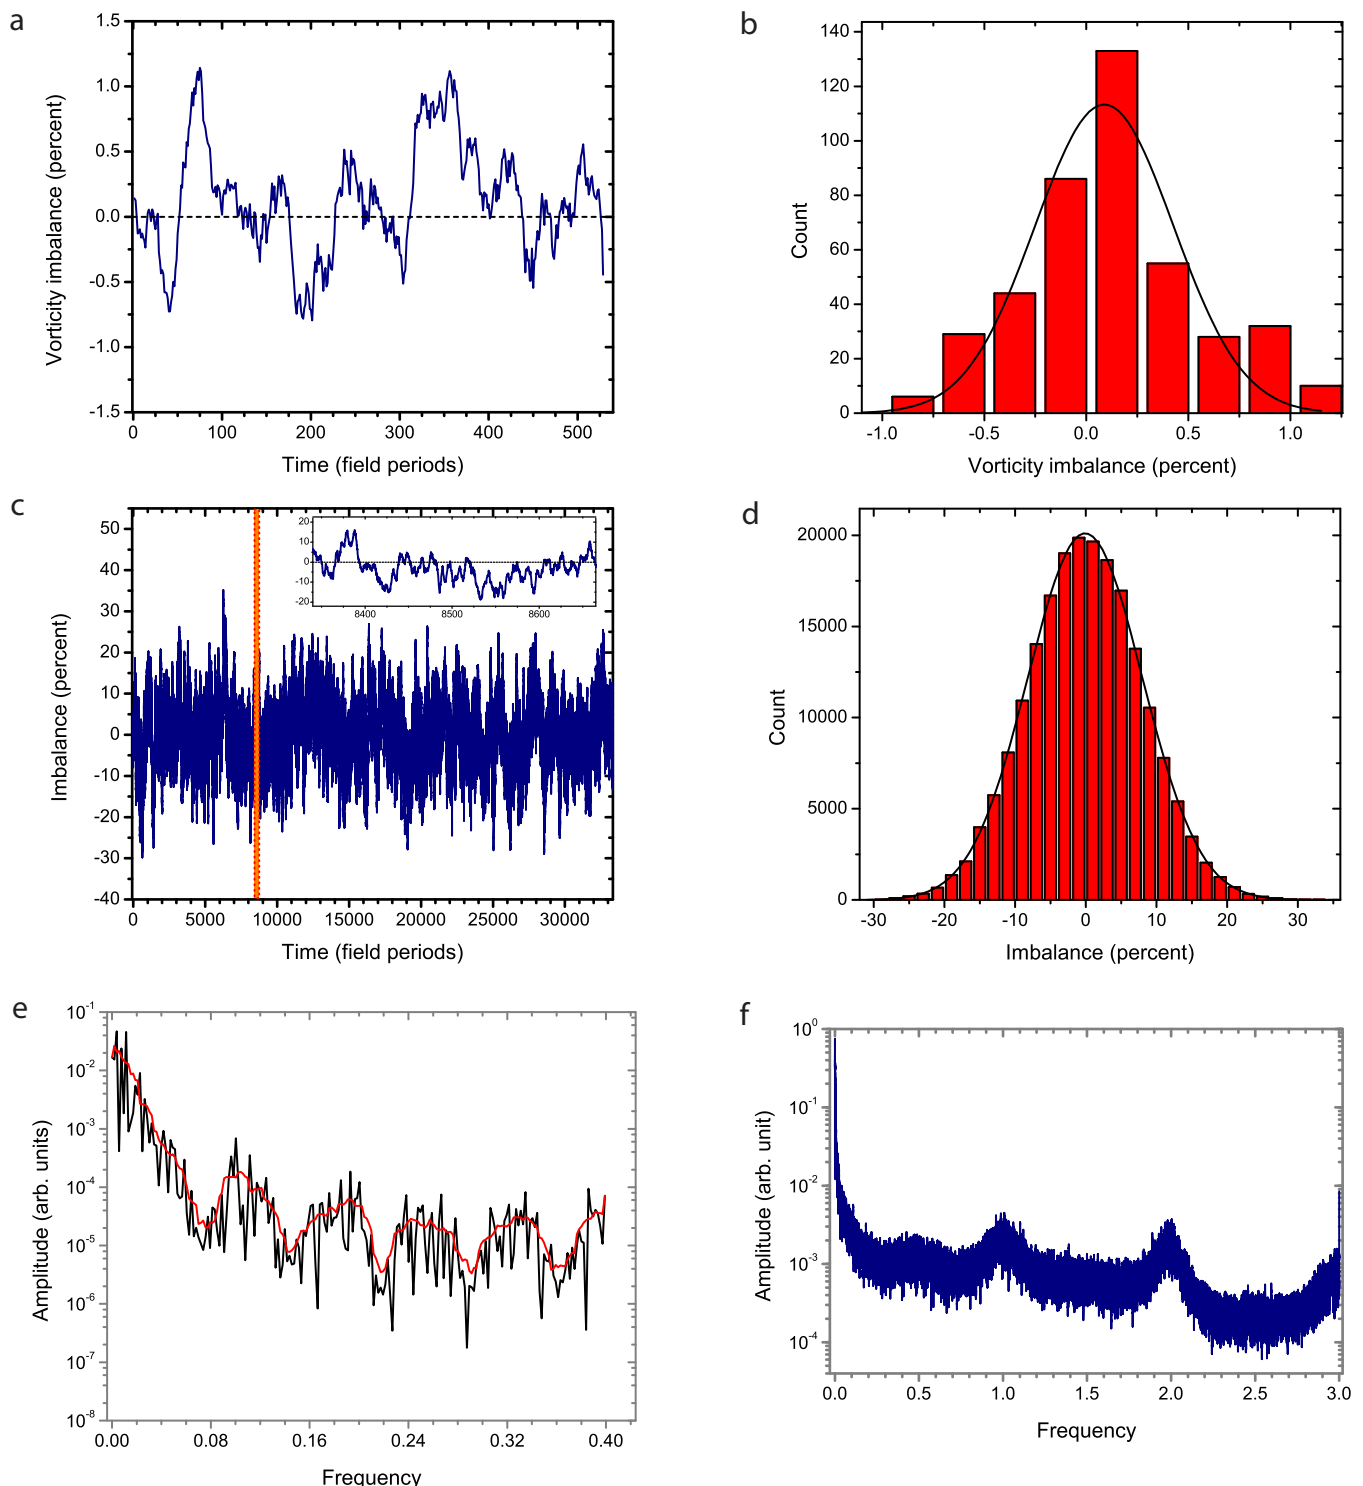 a
1.5
1.0
0.5
0.0
-0.5
-1.0
-1.5
0 100 200 300 400 500
Vorticity imbalance (percent)
Time (field periods)
b
140
120
100
80
60
40
20
0
-1.0 -0.5 0.0 0.5 1.0
Count
Vorticity imbalance (percent)
c
50
40
30
20
10
0
-10
-20
-30
-40
0 5000 10000 15000 20000 25000 30000
Imbalance (percent)
Time (field periods)
20
10
0
-10
-20
8400 8500 8600
d
20000
15000
10000
5000
0
-30 -20 -10 0 10 20 30
Count
Imbalance (percent)
e
10^-1
10^-2
10^-3
10^-4
10^-5
10^-6
10^-7
10^-8
0.00 0.08 0.16 0.24 0.32 0.40
Amplitude (arb. units)
Frequency
f
10^0
10^-1
10^-2
10^-3
10^-4
0.0 0.5 1.0 1.5 2.0 2.5 3.0
Amplitude (arb. unit)
Frequency